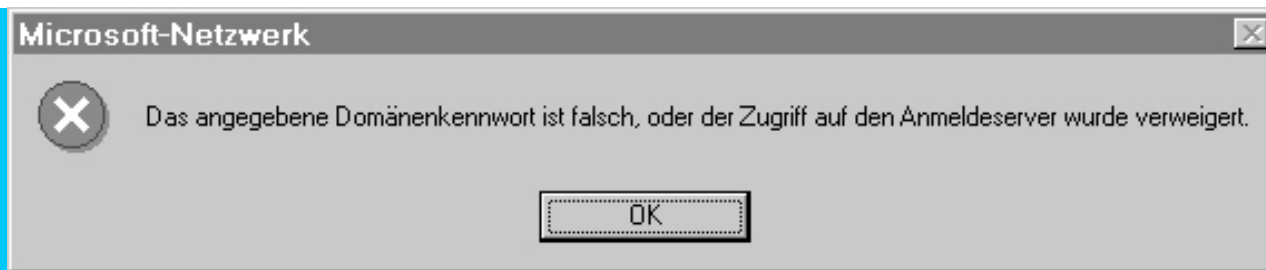 Microsoft-Netzwerk
Das angegebene Domänenkennwort ist falsch, oder der Zugriff auf den Anmeldeserver wurde verweigert.
OK